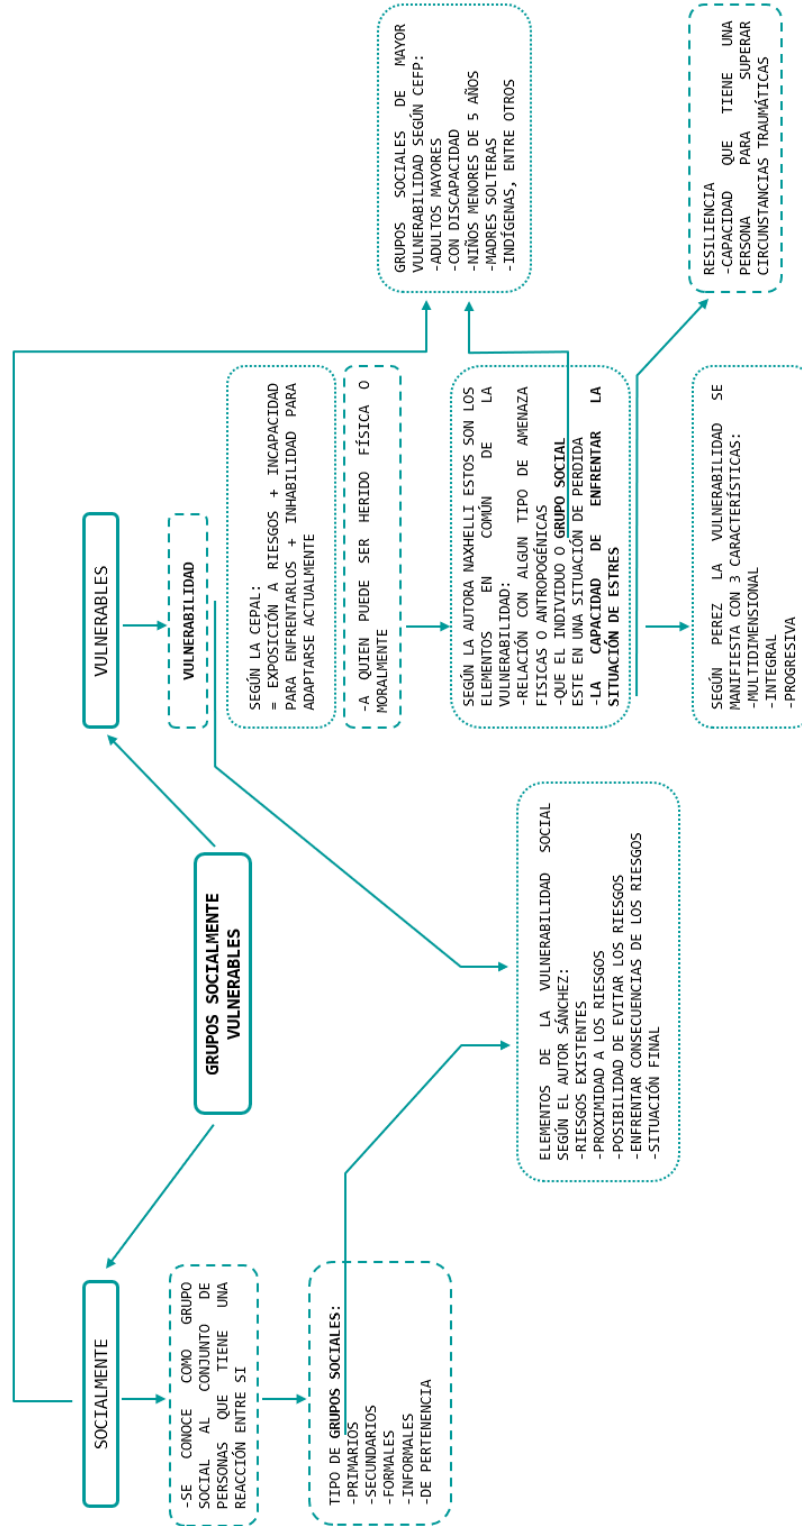 GRUPOS SOCIALMENTE
VULNERABLES
SOCIALMENTE
-SE CONOCE COMO GRUPO
SOCIAL AL CONJUNTO DE
PERSONAS QUE TIENE UNA
REACCIÓN ENTRE SI
TIPO DE GRUPOS SOCIALES:
-PRIMARIOS
-SECUNDARIOS
-FORMALES
-INFORMALES
-DE PERTENENCIA
VULNERABLES
VULNERABILIDAD
SEGÚN LA CEPAL:
= EXPOSICIÓN A RIESGOS + INCAPACIDAD
PARA ENFRENTARLOS + INHABILIDAD PARA
ADAPTARSE ACTUALMENTE
-A QUIEN PUEDE SER HERIDO FÍSICA O
MORALMENTE
SEGÚN LA AUTORA NAXHELLI ESTOS SON LOS
ELEMENTOS EN COMÚN DE LA
VULNERABILIDAD:
-RELACIÓN CON ALGUN TIPO DE AMENAZA
FISICAS O ANTROPOGÉNICAS
-QUE EL INDIVIDUO O GRUPO SOCIAL
ESTE EN UNA SITUACIÓN DE PERDIDA
-LA CAPACIDAD DE ENFRENTAR LA
SITUACIÓN DE ESTRES
SEGÚN PEREZ LA VULNERABILIDAD SE
MANIFIESTA CON 3 CARACTERÍSTICAS:
-MULTIDIMENSIONAL
-INTEGRAL
-PROGRESIVA
ELEMENTOS DE LA VULNERABILIDAD SOCIAL
SEGÚN EL AUTOR SÁNCHEZ:
-RIESGOS EXISTENTES
-PROXIMIDAD A LOS RIESGOS
-POSIBILIDAD DE EVITAR LOS RIESGOS
-ENFRENTAR CONSECUENCIAS DE LOS RIESGOS
-SITUACIÓN FINAL
GRUPOS SOCIALES DE MAYOR
VULNERABILIDAD SEGÚN CEFP:
-ADULTOS MAYORES
-CON DISCAPACIDAD
-NIÑOS MENORES DE 5 AÑOS
-MADRES SOLTERAS
-INDÍGENAS, ENTRE OTROS
RESILIENCIA
-CAPACIDAD QUE TIENE UNA
PERSONA PARA SUPERAR
CIRCUNSTANCIAS TRAUMÁTICAS